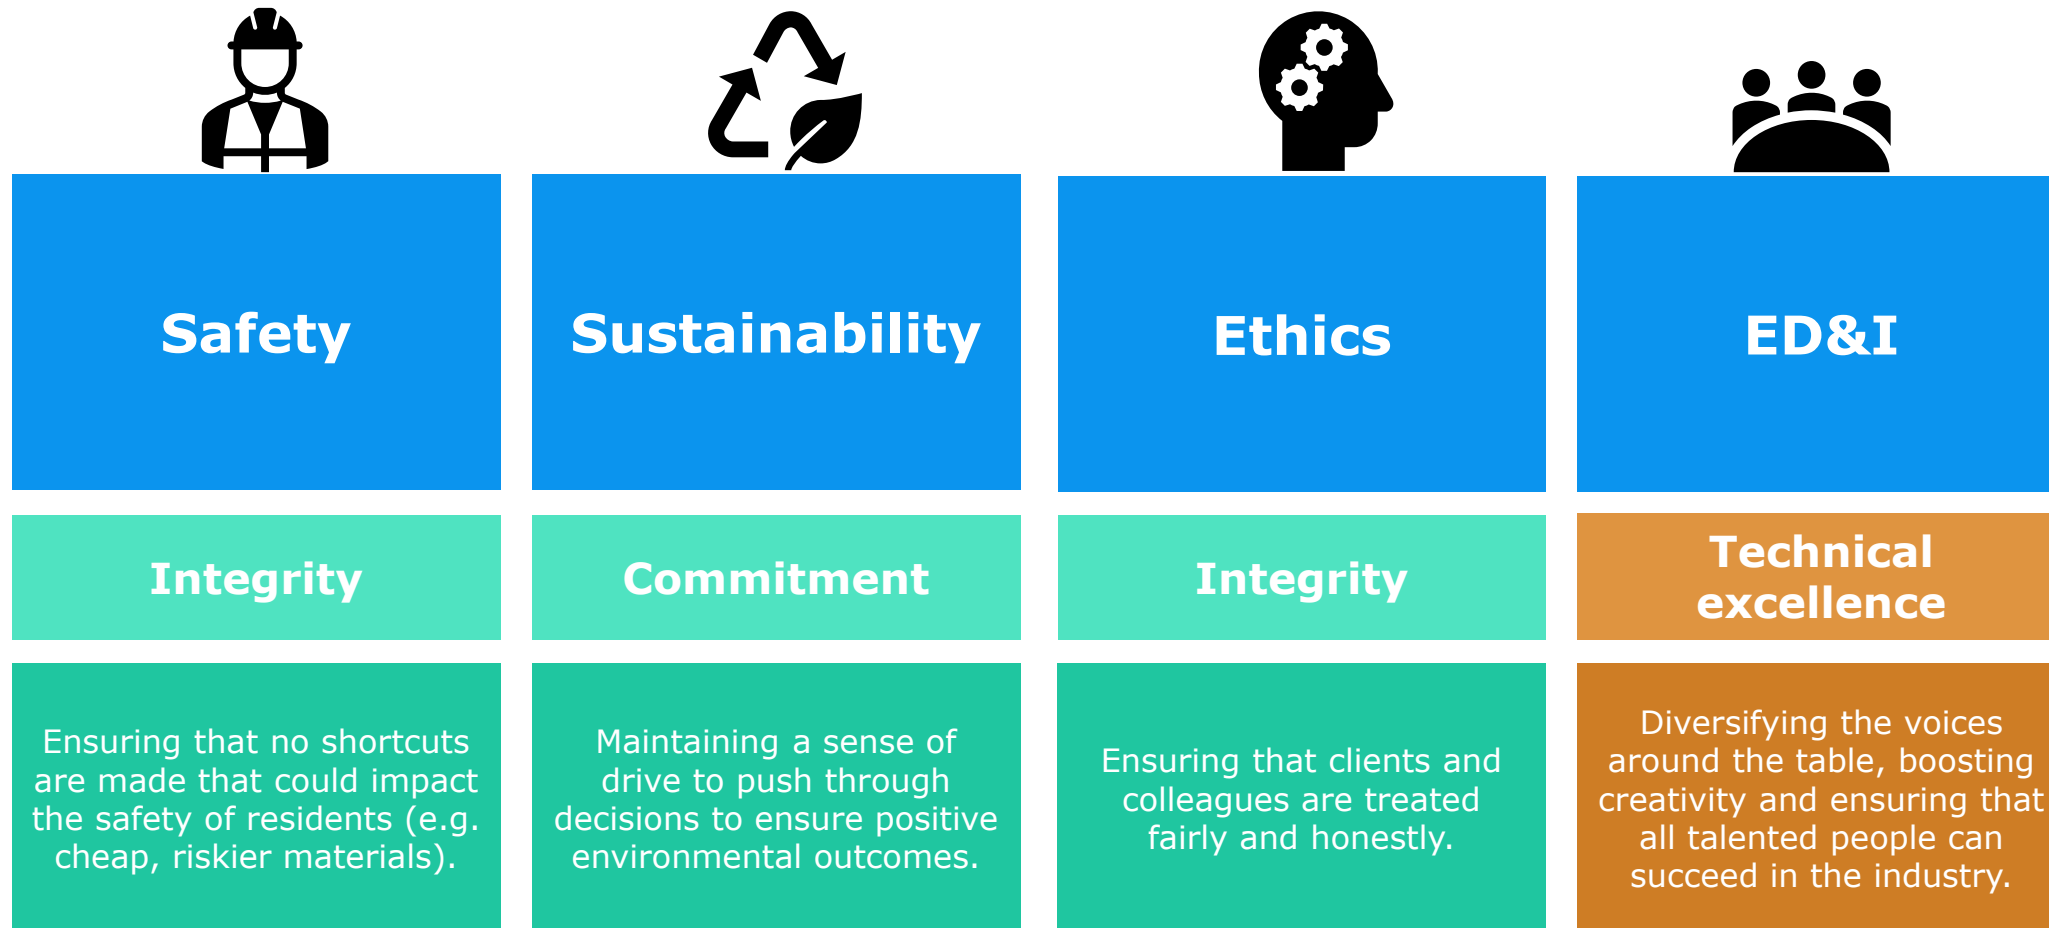 Safety
Sustainability
Ethics
ED&I
Integrity
Commitment
Integrity
Technical
excellence
Ensuring that no shortcuts
are made that could impact
the safety of residents (e.g.
cheap, riskier materials).
Maintaining a sense of
drive to push through
decisions to ensure positive
environmental outcomes.
Ensuring that clients and
colleagues are treated
fairly and honestly.
Diversifying the voices
around the table, boosting
creativity and ensuring that
all talented people can
succeed in the industry.